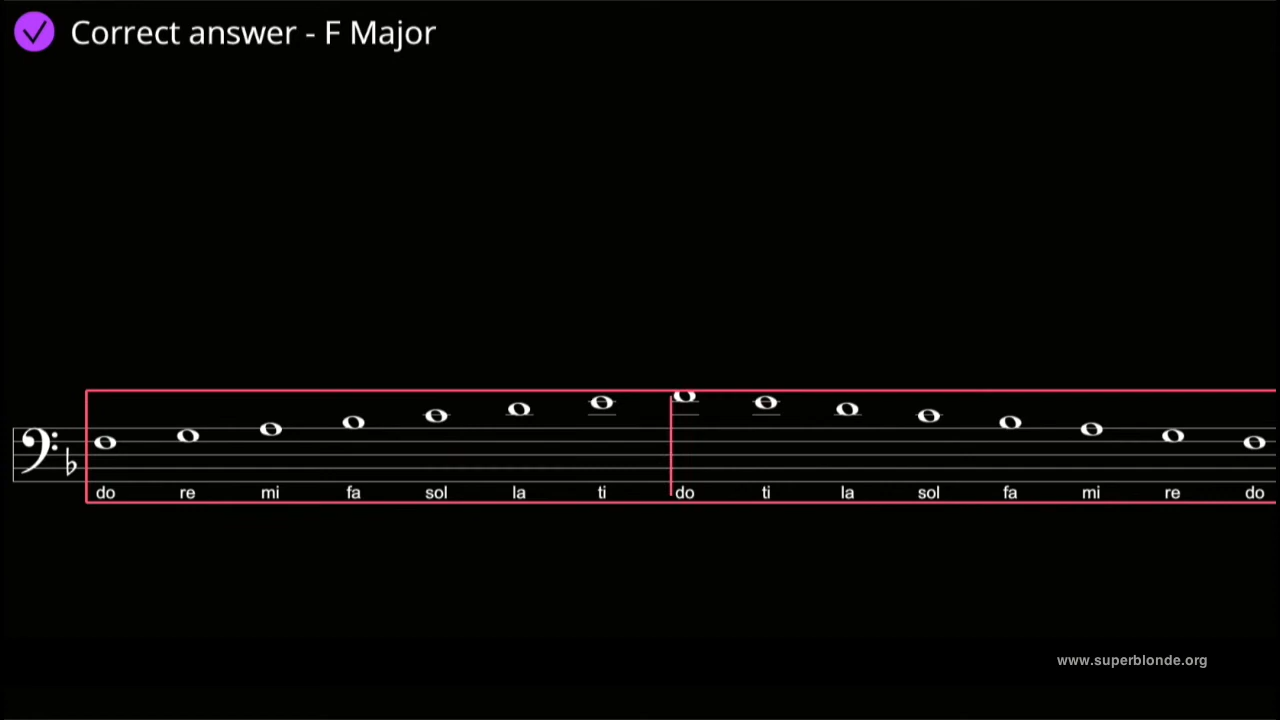 Correct answer - F Major
do re mi fa sol la ti do ti la sol fa mi re do
www.superblonde.org